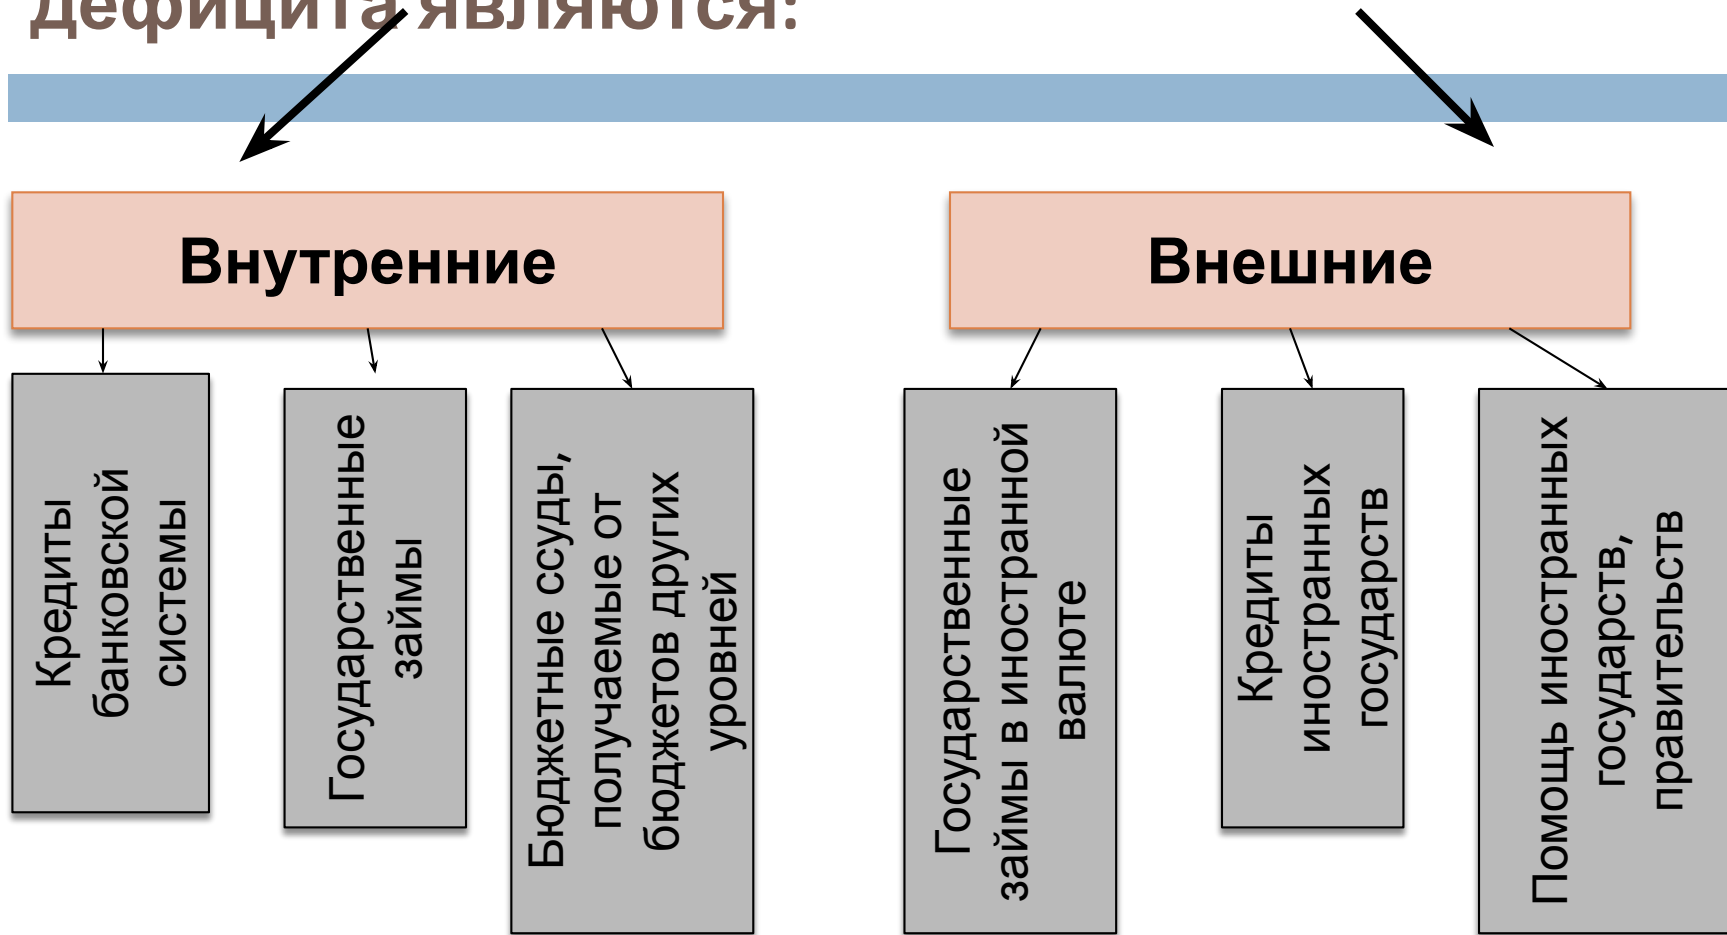 дефицита являются:
Внутренние
Внешние
Кредиты
банковской
системы
Государственные
займы
Бюджетные ссуды,
получаемые от
бюджетов других
уровней
Государственные
займы в иностранной
валюте
Кредиты
иностранных
государств
Помощь иностранных
государств,
правительств